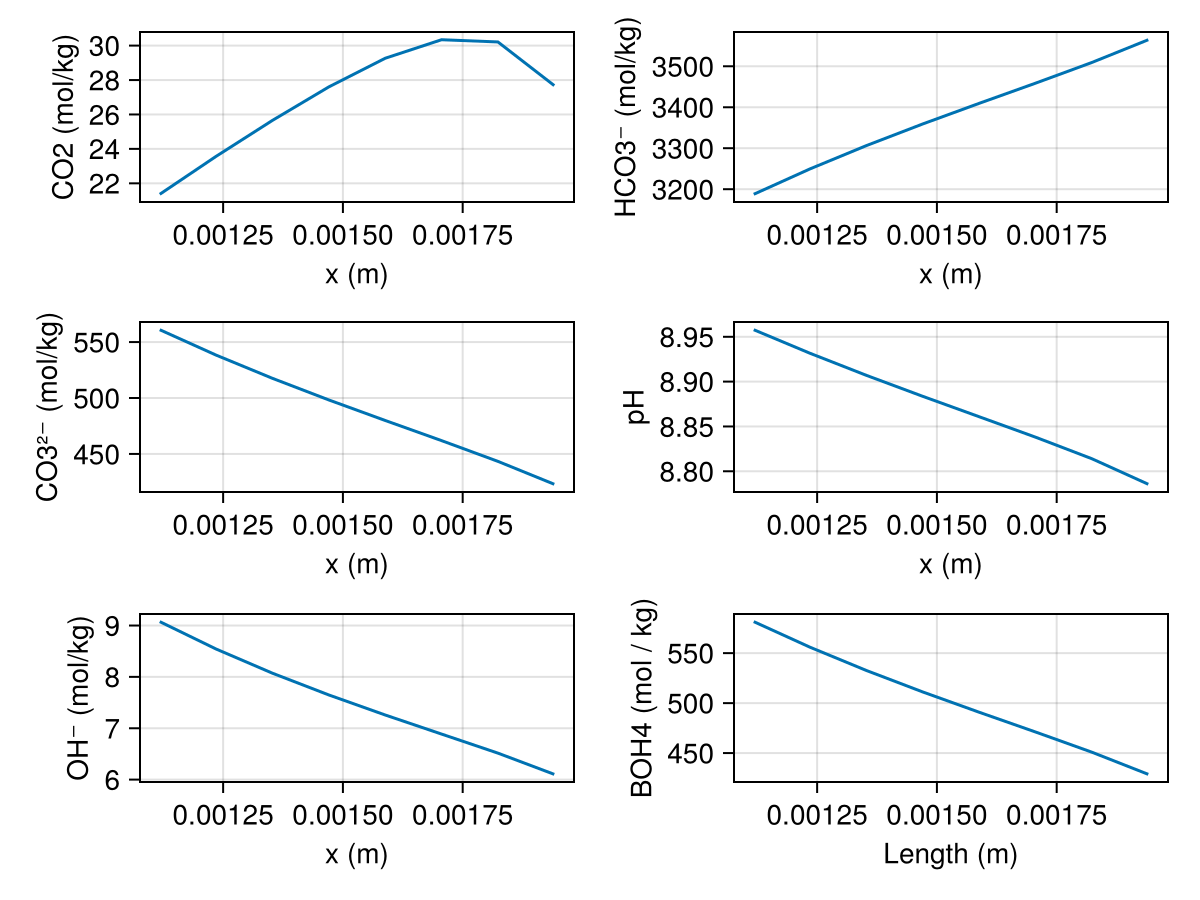 CO2 (mol/kg)
30
28
26
24
22
0.00125 0.00150 0.00175
x (m)
HCO3⁻ (mol/kg)
3500
3400
3300
3200
0.00125 0.00150 0.00175
x (m)
CO3²⁻ (mol/kg)
550
500
450
0.00125 0.00150 0.00175
x (m)
pH
8.95
8.90
8.85
8.80
0.00125 0.00150 0.00175
x (m)
OH⁻ (mol/kg)
9
8
7
6
0.00125 0.00150 0.00175
x (m)
BOH4 (mol / kg)
550
500
450
0.00125 0.00150 0.00175
Length (m)